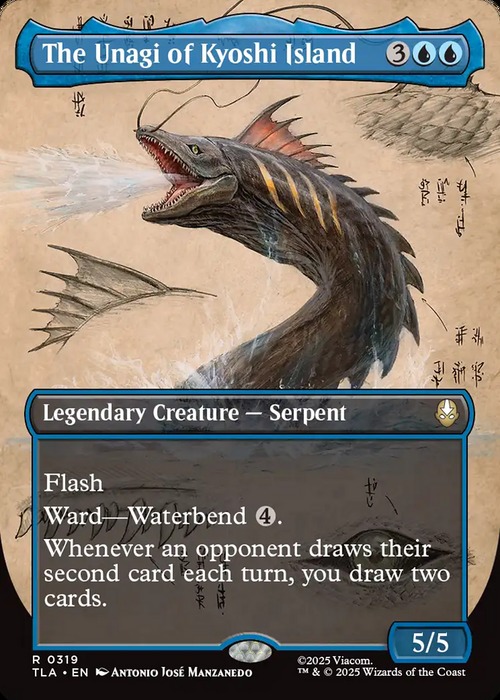 The Unagi of Kyoshi Island 3
Legendary Creature — Serpent
Flash
Ward—Waterbend 4.
Whenever an opponent draws their
second card each turn, you draw two
cards.
5/5
R 0319
TLA • EN Antonio José Manzanedo
©2025 Viacom.
™ & © 2025 Wizards of the Coast